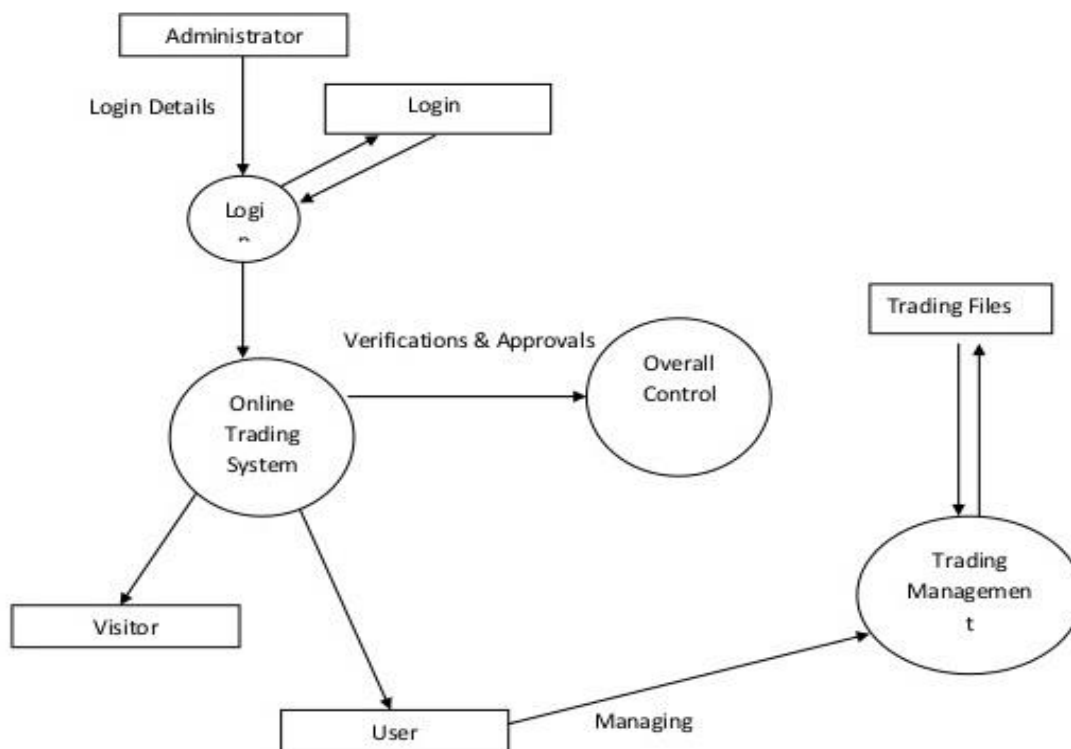 Administrator
Login Details
Login
Logi
n
Trading Files
Verifications & Approvals
Overall
Control
Online
Trading
System
Trading
Managemen
t
Visitor
User
Managing